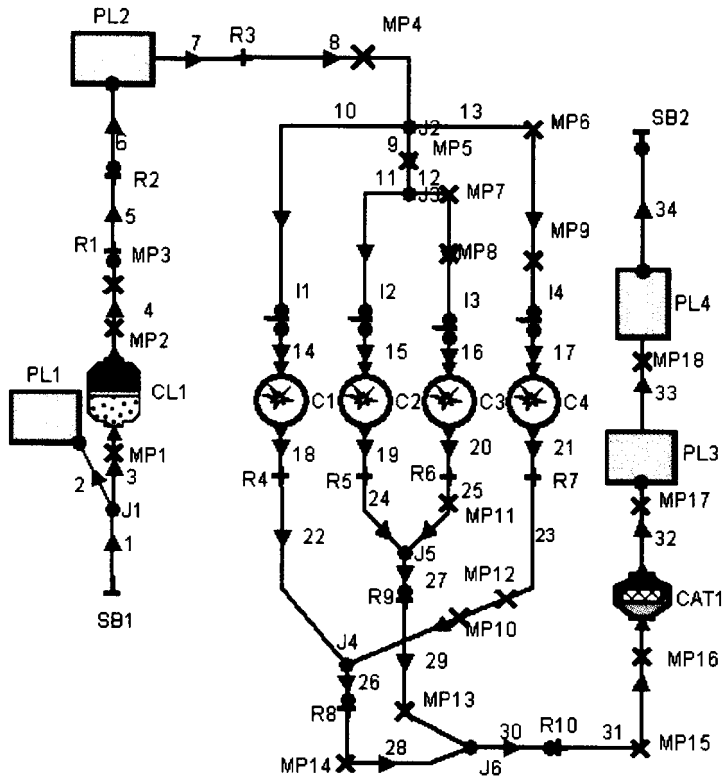 PL2
7
R3
8
MP4
10
J2
13
MP6
SB2
9
MP5
6
R2
11
12
J3
MP7
5
34
R1
MP3
MP8
MP9
4
I1
I2
I3
I4
PL4
MP2
14
15
16
17
MP18
PL1
CL1
33
C1
C2
C3
C4
MP1
18
19
20
21
PL3
2
3
R4
R5
R6
R7
24
25
MP17
J1
MP11
22
23
32
1
J5
27
MP12
SB1
R9
CAT1
MP10
J4
29
MP16
26
R8
MP13
30
R10
31
MP15
MP14
28
J6